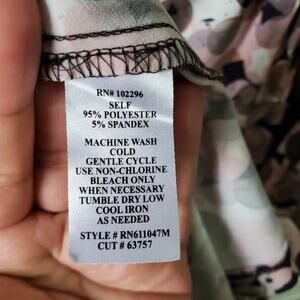 RN# 102296
SELF
95% POLYESTER
5% SPANDEX
MACHINE WASH
COLD
GENTLE CYCLE
USE NON-CHLORINE
BLEACH ONLY
WHEN NECESSARY
TUMBLE DRY LOW
COOL IRON
AS NEEDED
STYLE # RN611047M
CUT # 63757